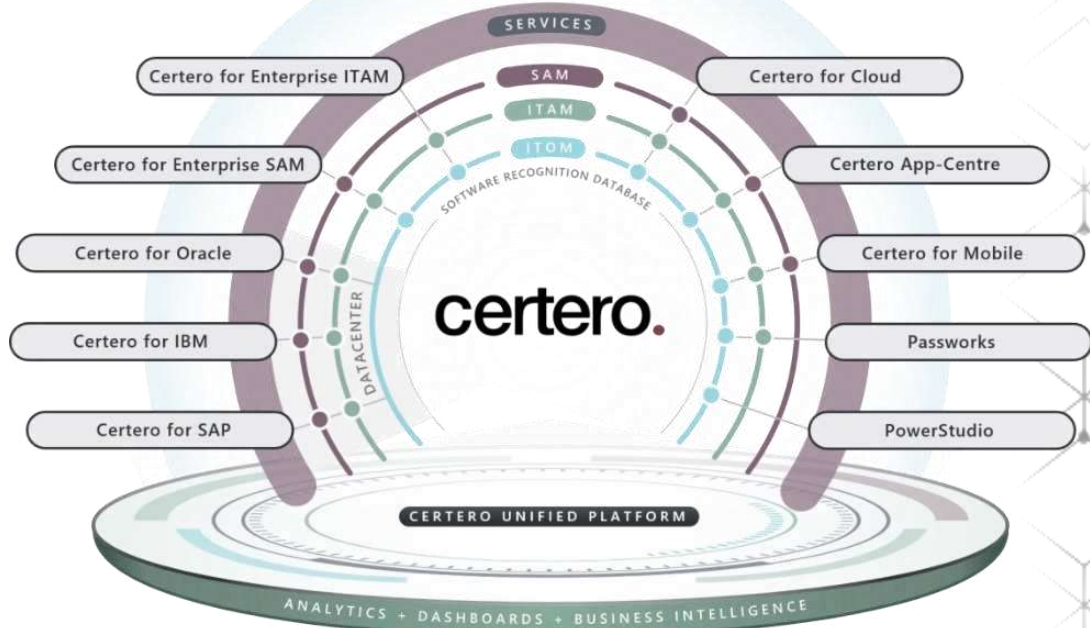 SERVICES
SAM
ITAM
ITOM
SOFTWARE RECOGNITION DATABASE
Certero for Enterprise ITAM
Certero for Enterprise SAM
Certero for Oracle
Certero for IBM
Certero for SAP
DATACENTER
certero.
Certero for Cloud
Certero App-Centre
Certero for Mobile
Passworks
PowerStudio
CERTERO UNIFIED PLATFORM
ANALYTICS + DASHBOARDS + BUSINESS INTELLIGENCE